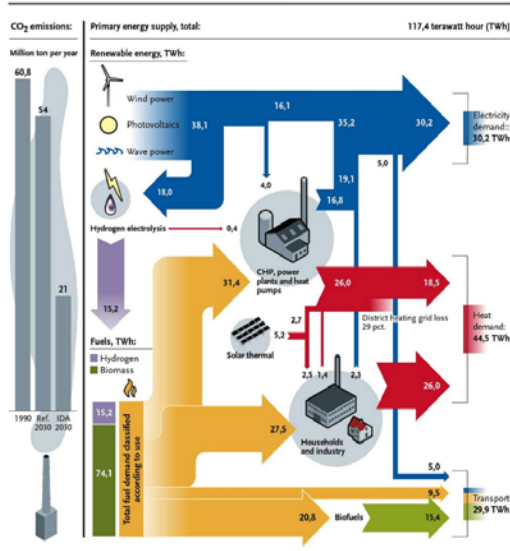 CO2 emissions:
Primary energy supply, total:
117,4 terawatt hour (TWh)
Million ton per year
Renewable energy, TWh:
60,8
54
21
1990
Ref. 2030
IDA 2030
Wind power
Photovoltaics
Wave power
38,1
16,1
35,2
30,2
Electricity
demand::
30,2 TWh
5,0
18,0
4,0
19,1
16,8
Hydrogen electrolysis
0,4
CHP, power
plants and heat
pumps
15,2
31,4
26,0
18,5
2,7
5,2
Solar thermal
District heating grid loss
29 pct.
Heat
demand:
44,5 TWh
2,5
1,4
2,3
26,0
Fuels, TWh:
Hydrogen
Biomass
15,2
74,1
Total fuel demand classified
according to use
27,5
Households
and industry
5,0
9,5
Transport
29,9 TWh
20,8
Biofuels
15,4